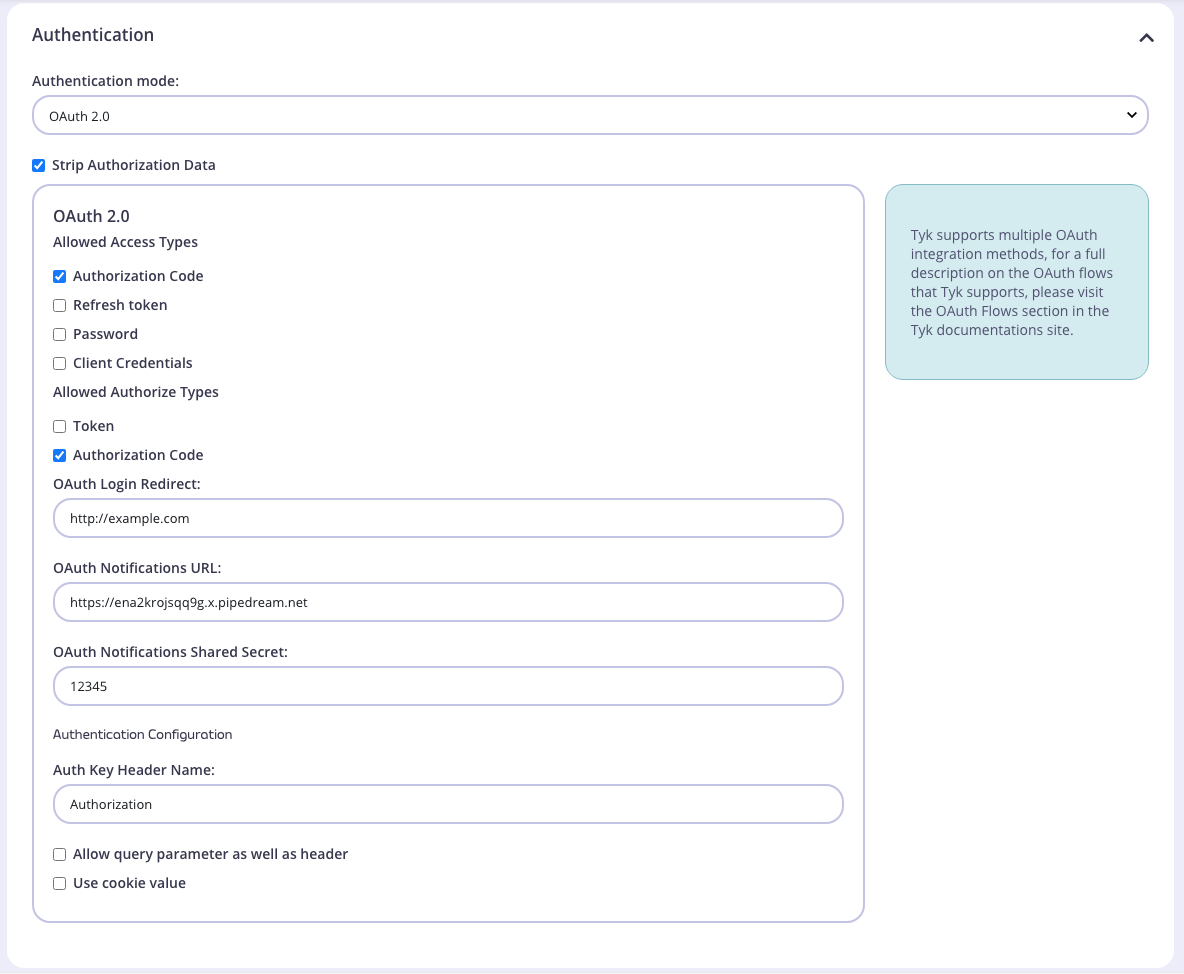 Authentication
Authentication mode:
OAuth 2.0
Strip Authorization Data
OAuth 2.0
Allowed Access Types
Authorization Code
Refresh token
Password
Client Credentials
Allowed Authorize Types
Token
Authorization Code
OAuth Login Redirect:
http://example.com
OAuth Notifications URL:
https://ena2krojsqq9g.x.pipedream.net
OAuth Notifications Shared Secret:
12345
Authentication Configuration
Auth Key Header Name:
Authorization
Allow query parameter as well as header
Use cookie value
Tyk supports multiple OAuth
integration methods, for a full
description on the OAuth flows
that Tyk supports, please visit
the OAuth Flows section in the
Tyk documentations site.